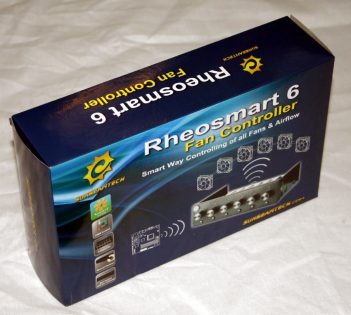 SUNBEAMTECH
Rheosmart 6
Fan Controller
SUNBEAMTECH
Rheosmart 6
Fan Controller
Smart Way Controlling of all Fans & Airflow
SUNBEAMTECH.com